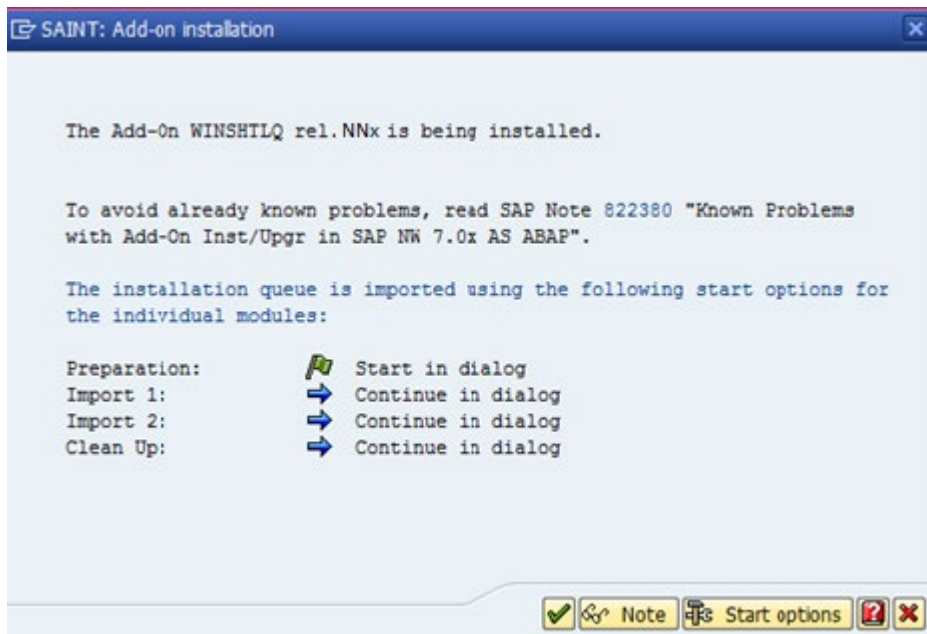 SAINT: Add-on installation
The Add-On WINSHTLQ rel. NNx is being installed.
To avoid already known problems, read SAP Note 822380 "Known Problems
with Add-On Inst/Upgr in SAP NW 7.0x AS ABAP".
The installation queue is imported using the following start options for
the individual modules:
Preparation: Start in dialog
Import 1: Continue in dialog
Import 2: Continue in dialog
Clean Up: Continue in dialog
Note Start options